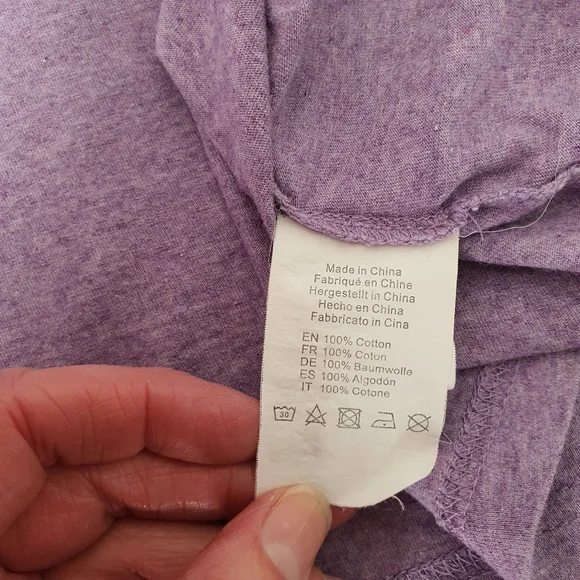 Made in China
Fabriqué en Chine
Hergestellt in China
Hecho en China
Fabbricato in Cina
EN 100% Cotton
FR 100% Coton
DE 100% Baumwolle
ES 100% Algodón
IT 100% Cotone
30